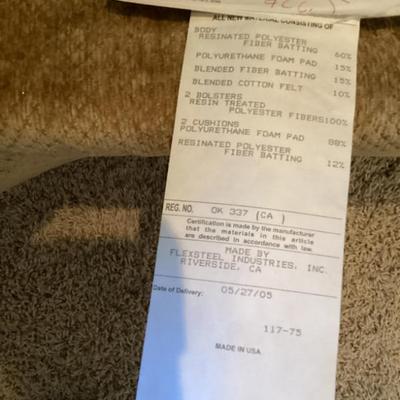 ALL NEW MATERIAL CONSISTING OF
BODY
RESINATED POLYESTER
FIBER BATTING 60%
POLYURETHANE FOAM PAD 15%
BLENDED FIBER BATTING 15%
BLENDED COTTON FELT 10%
2 BOLSTERS
RESIN TREATED
POLYESTER FIBERS100%
2 CUSHIONS
POLYURETHANE FOAM PAD 88%
RESINATED POLYESTER
FIBER BATTING 12%
REG. NO. OK 337 (CA)
Certification is made by the manufacturer
that the materials in this article
are described in accordance with law.
MADE BY
FLEXSTEEL INDUSTRIES, INC.
RIVERSIDE, CA
Date of Delivery: 05/27/05
117-75
MADE IN USA